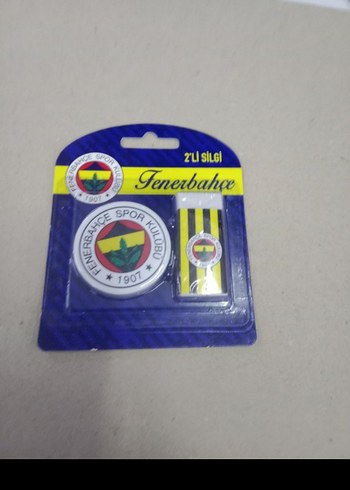 2'Lİ SİLGİ
Fenerbahçe
FENERBAHÇE SPOR KULÜBÜ
★ 1907 ★
FENERBAHÇE SPOR KULÜBÜ
★ 1907 ★